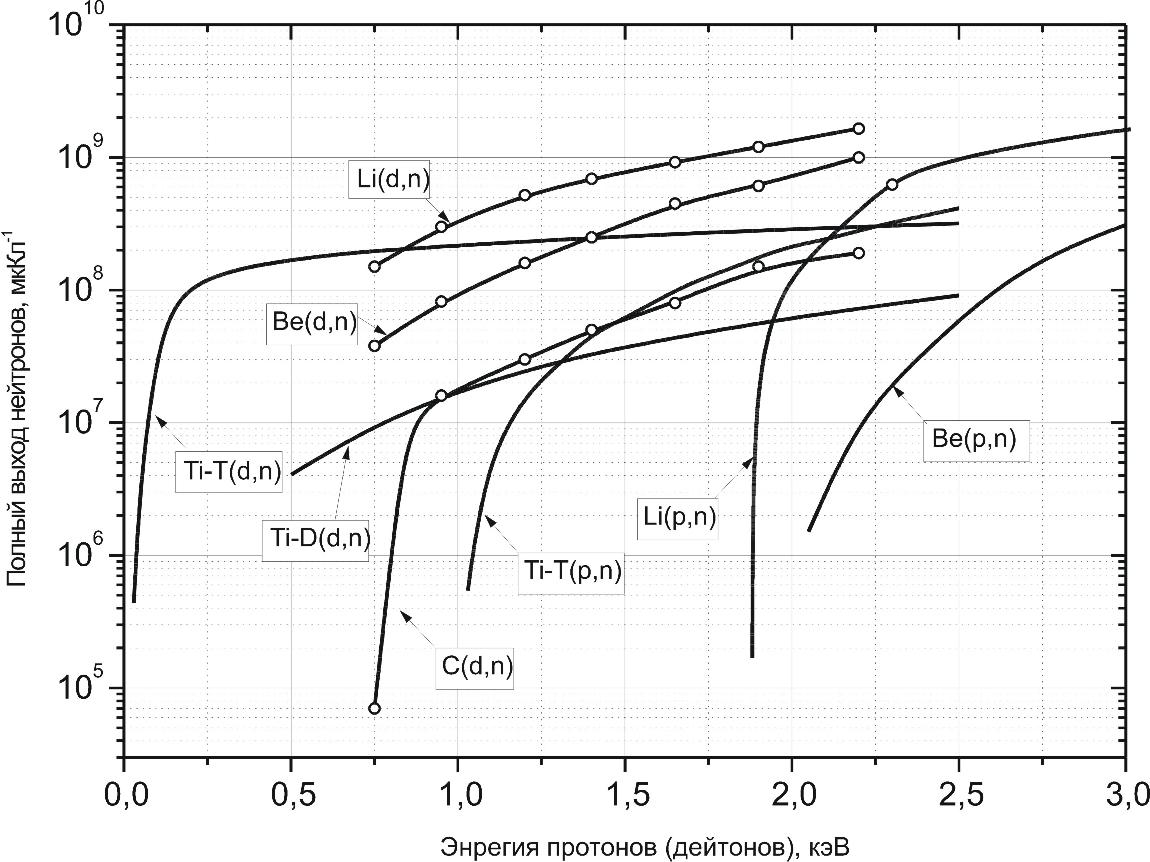 10^10
10^9
10^8
10^7
10^6
10^5
Полный выход нейтронов, мкКл^-1
Li(d,n)
Be(d,n)
Ti-T(d,n)
Ti-D(d,n)
C(d,n)
Ti-T(p,n)
Li(p,n)
Be(p,n)
0,0 0,5 1,0 1,5 2,0 2,5 3,0
Энрегия протонов (дейтонов), кэВ